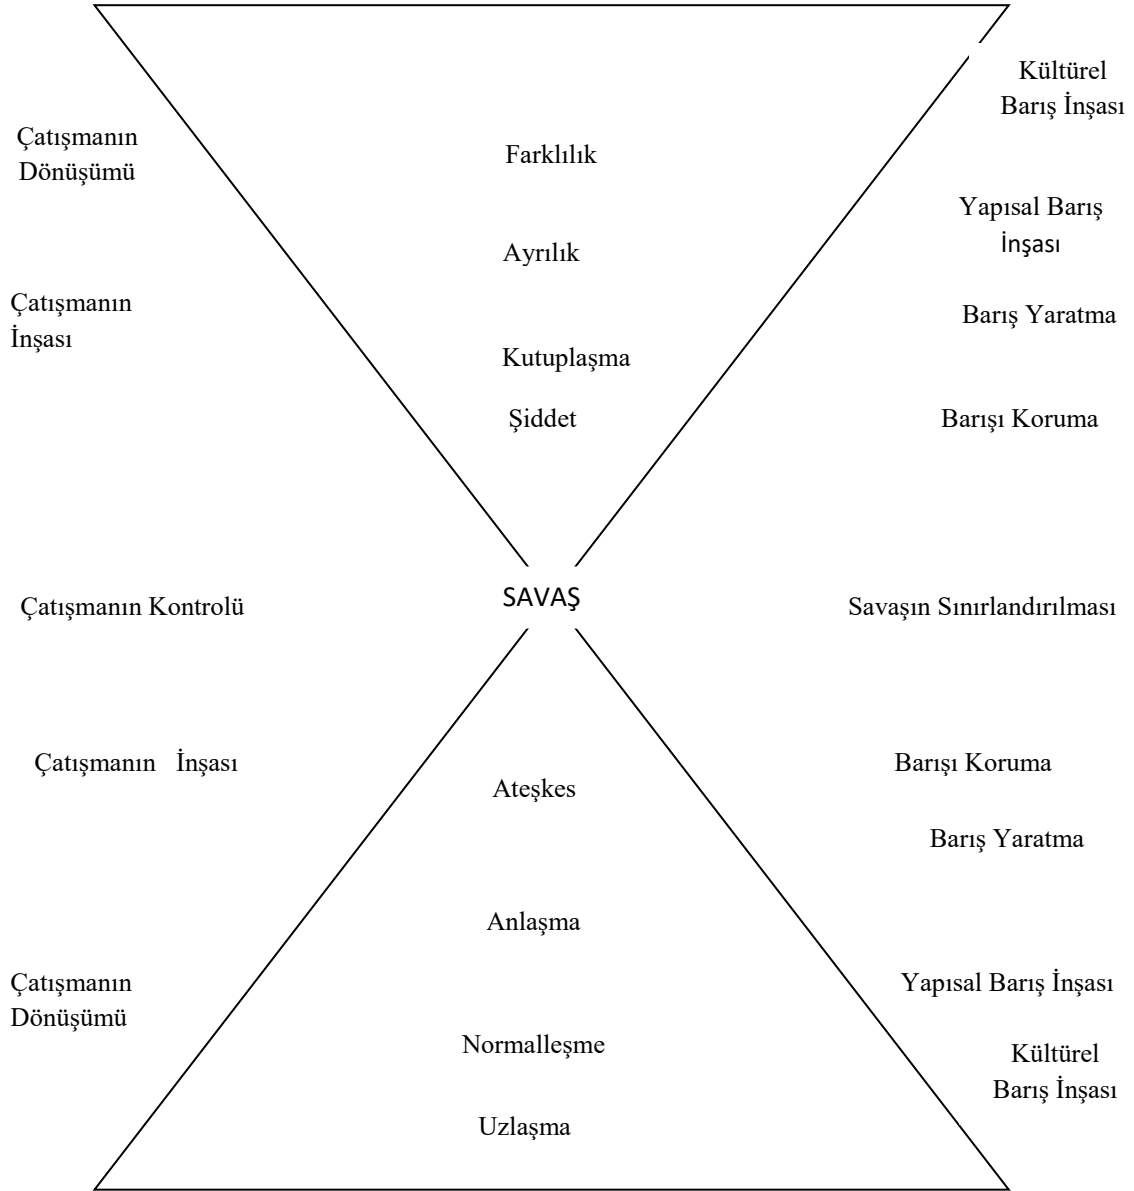 Kültürel
Barış İnşası
Çatışmanın
Dönüşümü
Farklılık
Yapısal Barış
İnşası
Ayrılık
Çatışmanın
İnşası
Barış Yaratma
Kutuplaşma
Şiddet
Barışı Koruma
Çatışmanın Kontrolü
SAVAŞ
Savaşın Sınırlandırılması
Çatışmanın İnşası
Barışı Koruma
Ateşkes
Barış Yaratma
Anlaşma
Çatışmanın
Dönüşümü
Yapısal Barış İnşası
Normalleşme
Kültürel
Barış İnşası
Uzlaşma